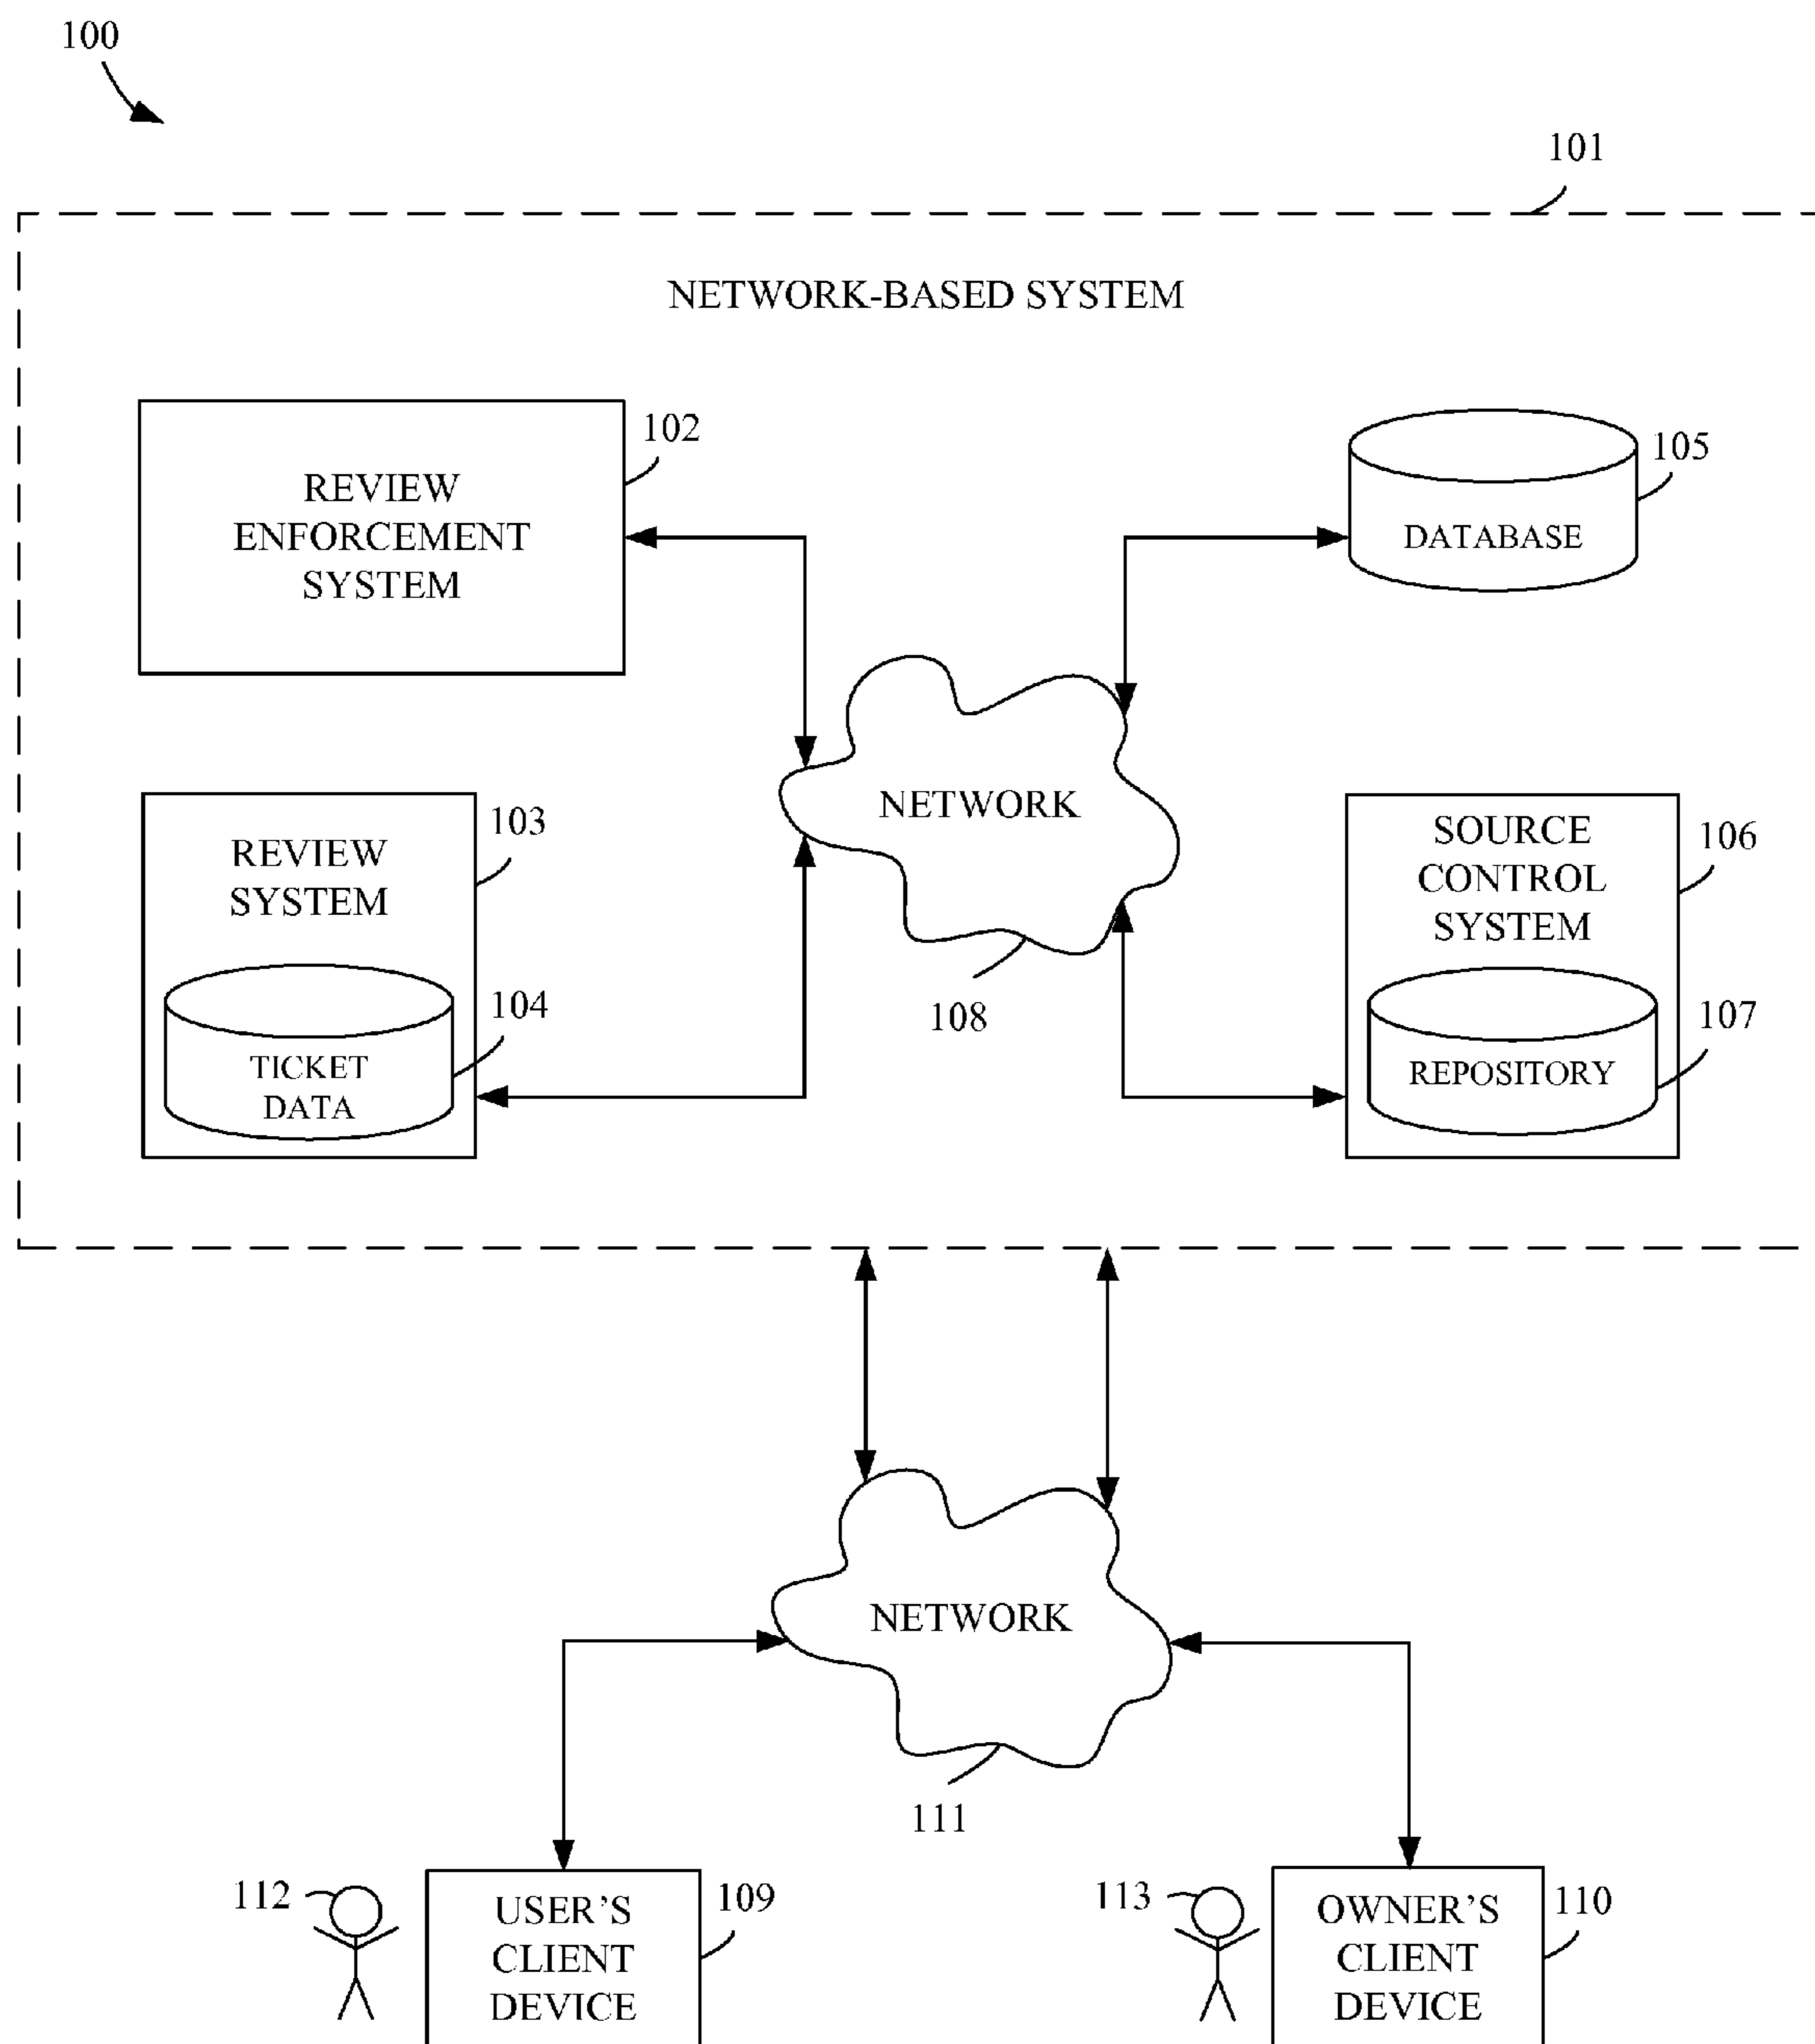 100
101
NETWORK-BASED SYSTEM
102
REVIEW
ENFORCEMENT
SYSTEM
105
DATABASE
NETWORK
108
103
REVIEW
SYSTEM
104
TICKET
DATA
SOURCE
CONTROL
SYSTEM
106
107
REPOSITORY
NETWORK
111
112
USER'S
CLIENT
DEVICE
109
113
OWNER'S
CLIENT
DEVICE
110